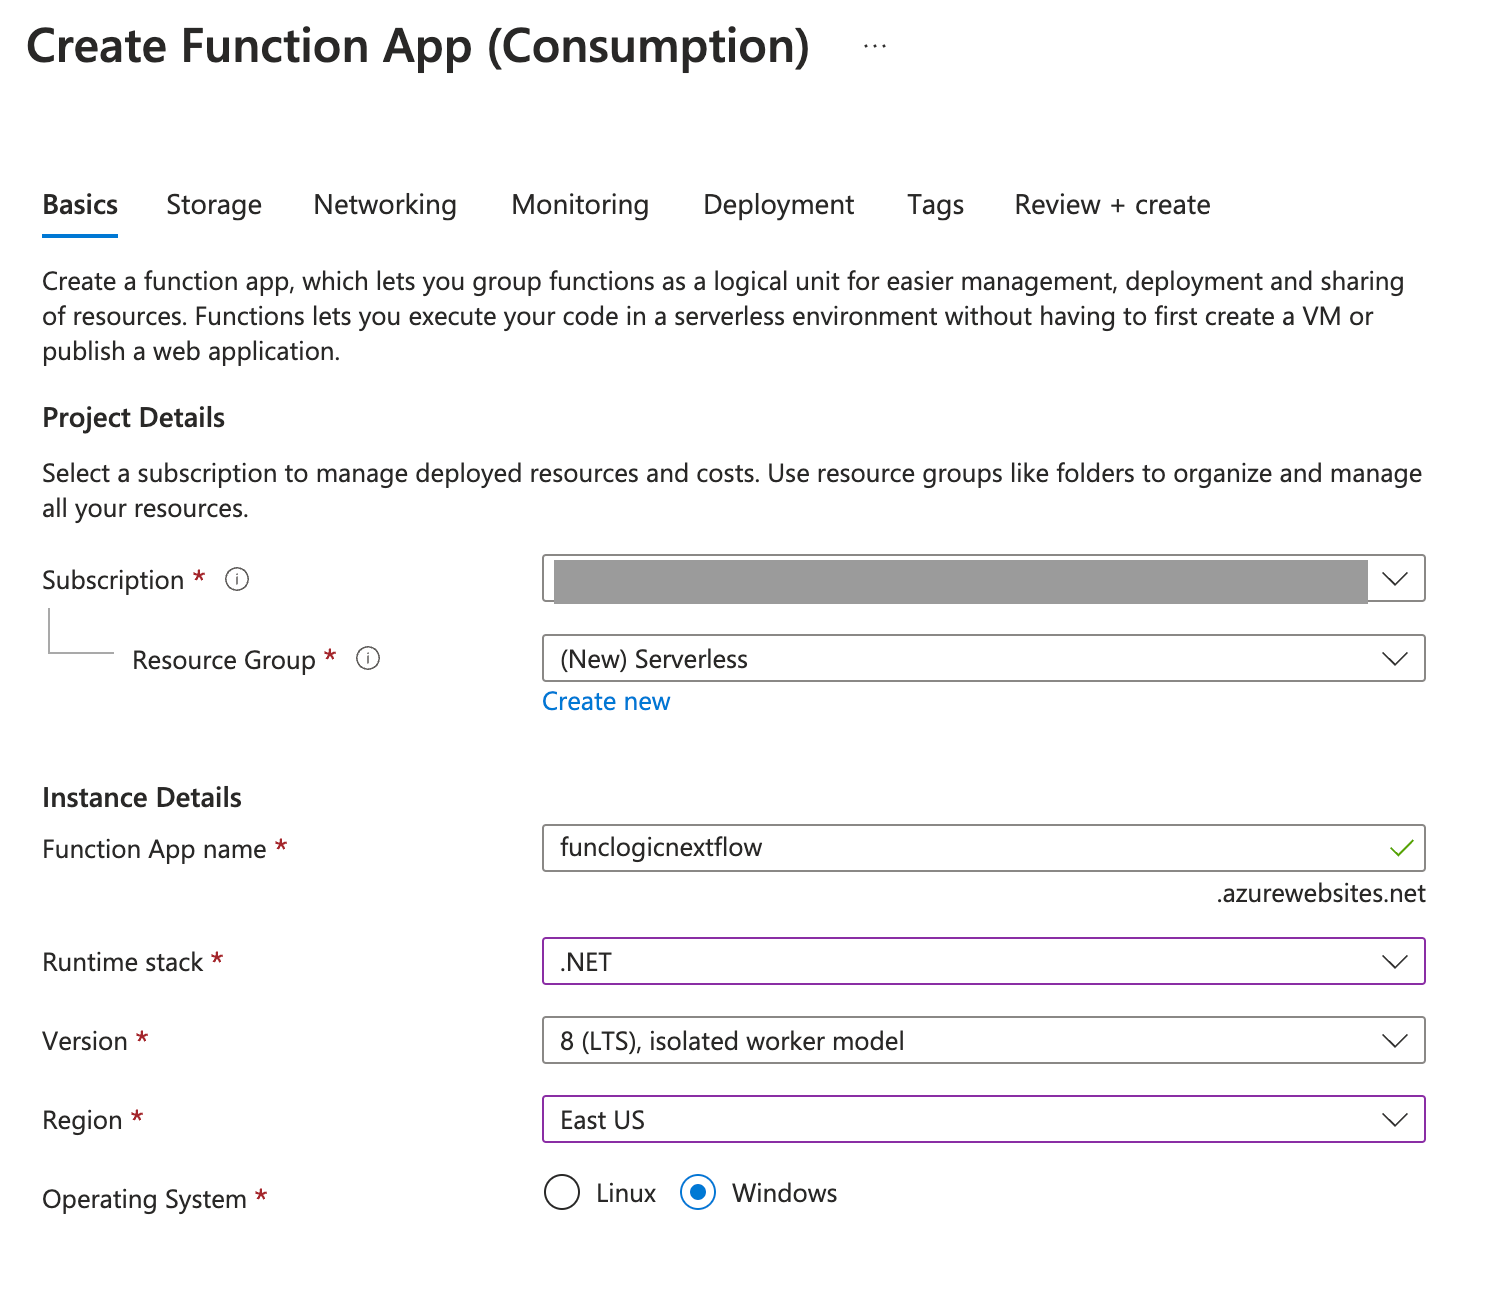 Create Function App (Consumption) ...
Basics Storage Networking Monitoring Deployment Tags Review + create
Create a function app, which lets you group functions as a logical unit for easier management, deployment and sharing
of resources. Functions lets you execute your code in a serverless environment without having to first create a VM or
publish a web application.
Project Details
Select a subscription to manage deployed resources and costs. Use resource groups like folders to organize and manage
all your resources.
Subscription *
Resource Group * (New) Serverless
Create new
Instance Details
Function App name * funclogicnextflow
.azurewebsites.net
Runtime stack * .NET
Version * 8 (LTS), isolated worker model
Region * East US
Operating System * Linux Windows